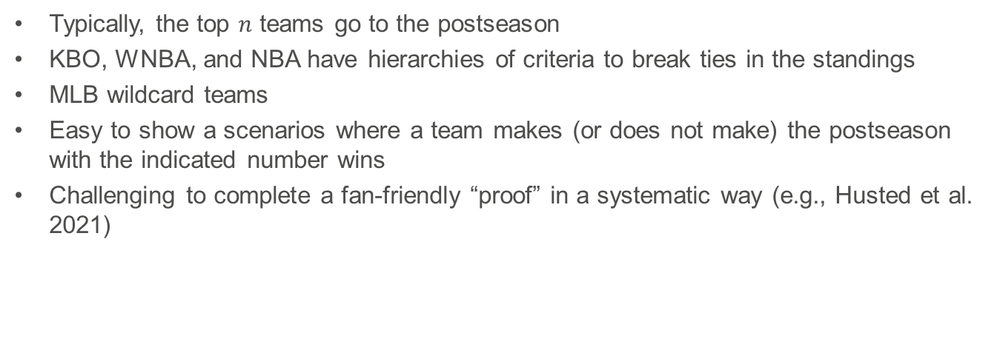 • Typically, the top n teams go to the postseason
• KBO, WNBA, and NBA have hierarchies of criteria to break ties in the standings
• MLB wildcard teams
• Easy to show a scenarios where a team makes (or does not make) the postseason
with the indicated number wins
• Challenging to complete a fan-friendly “proof” in a systematic way (e.g., Husted et al.
2021)